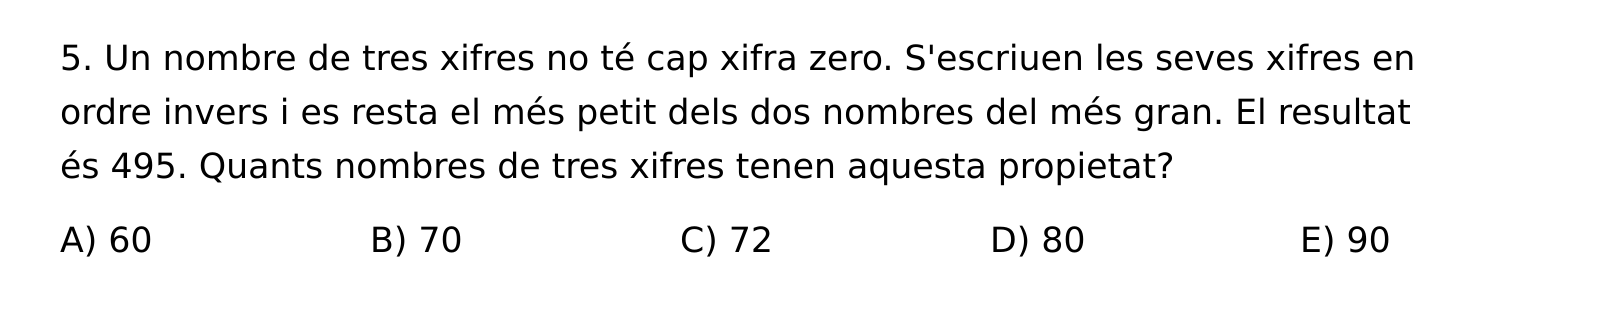 5. Un nombre de tres xifres no té cap xifra zero. S'escriuen les seves xifres en
ordre invers i es resta el més petit dels dos nombres del més gran. El resultat
és 495. Quants nombres de tres xifres tenen aquesta propietat?
A) 60 B) 70 C) 72 D) 80 E) 90